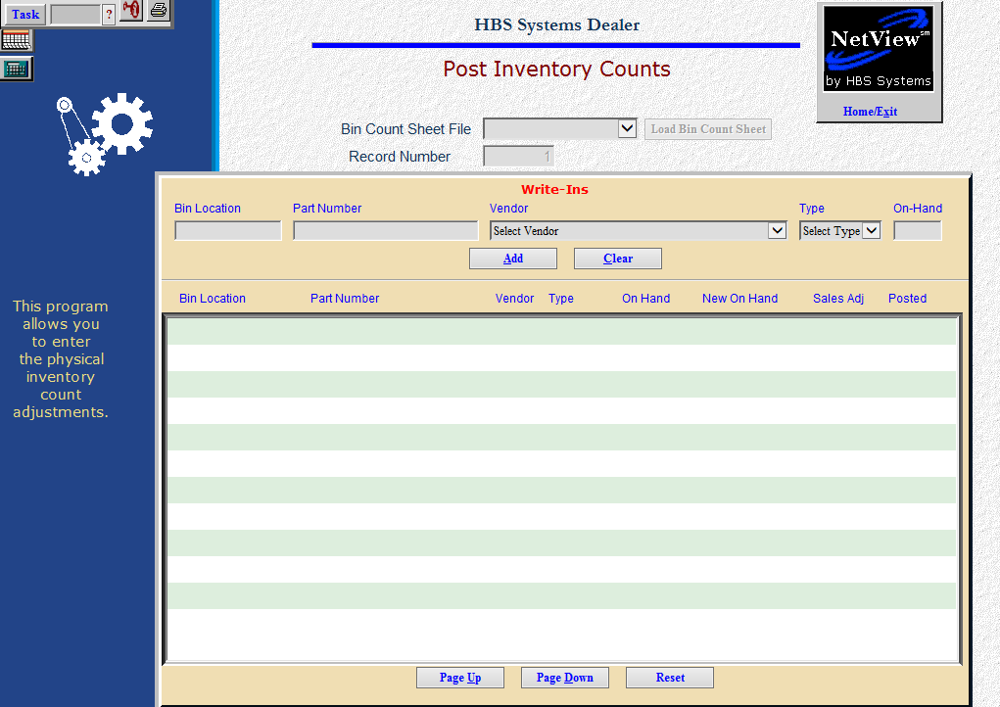 Task ?
HBS Systems Dealer
NetView℠
by HBS Systems
Home/Exit
Post Inventory Counts
Bin Count Sheet File Load Bin Count Sheet
Record Number 1
Write-Ins
Bin Location Part Number Vendor Type On-Hand
Select Vendor Select Type
Add Clear
Bin Location Part Number Vendor Type On Hand New On Hand Sales Adj Posted
This program
allows you
to enter
the physical
inventory
count
adjustments.
Page Up Page Down Reset